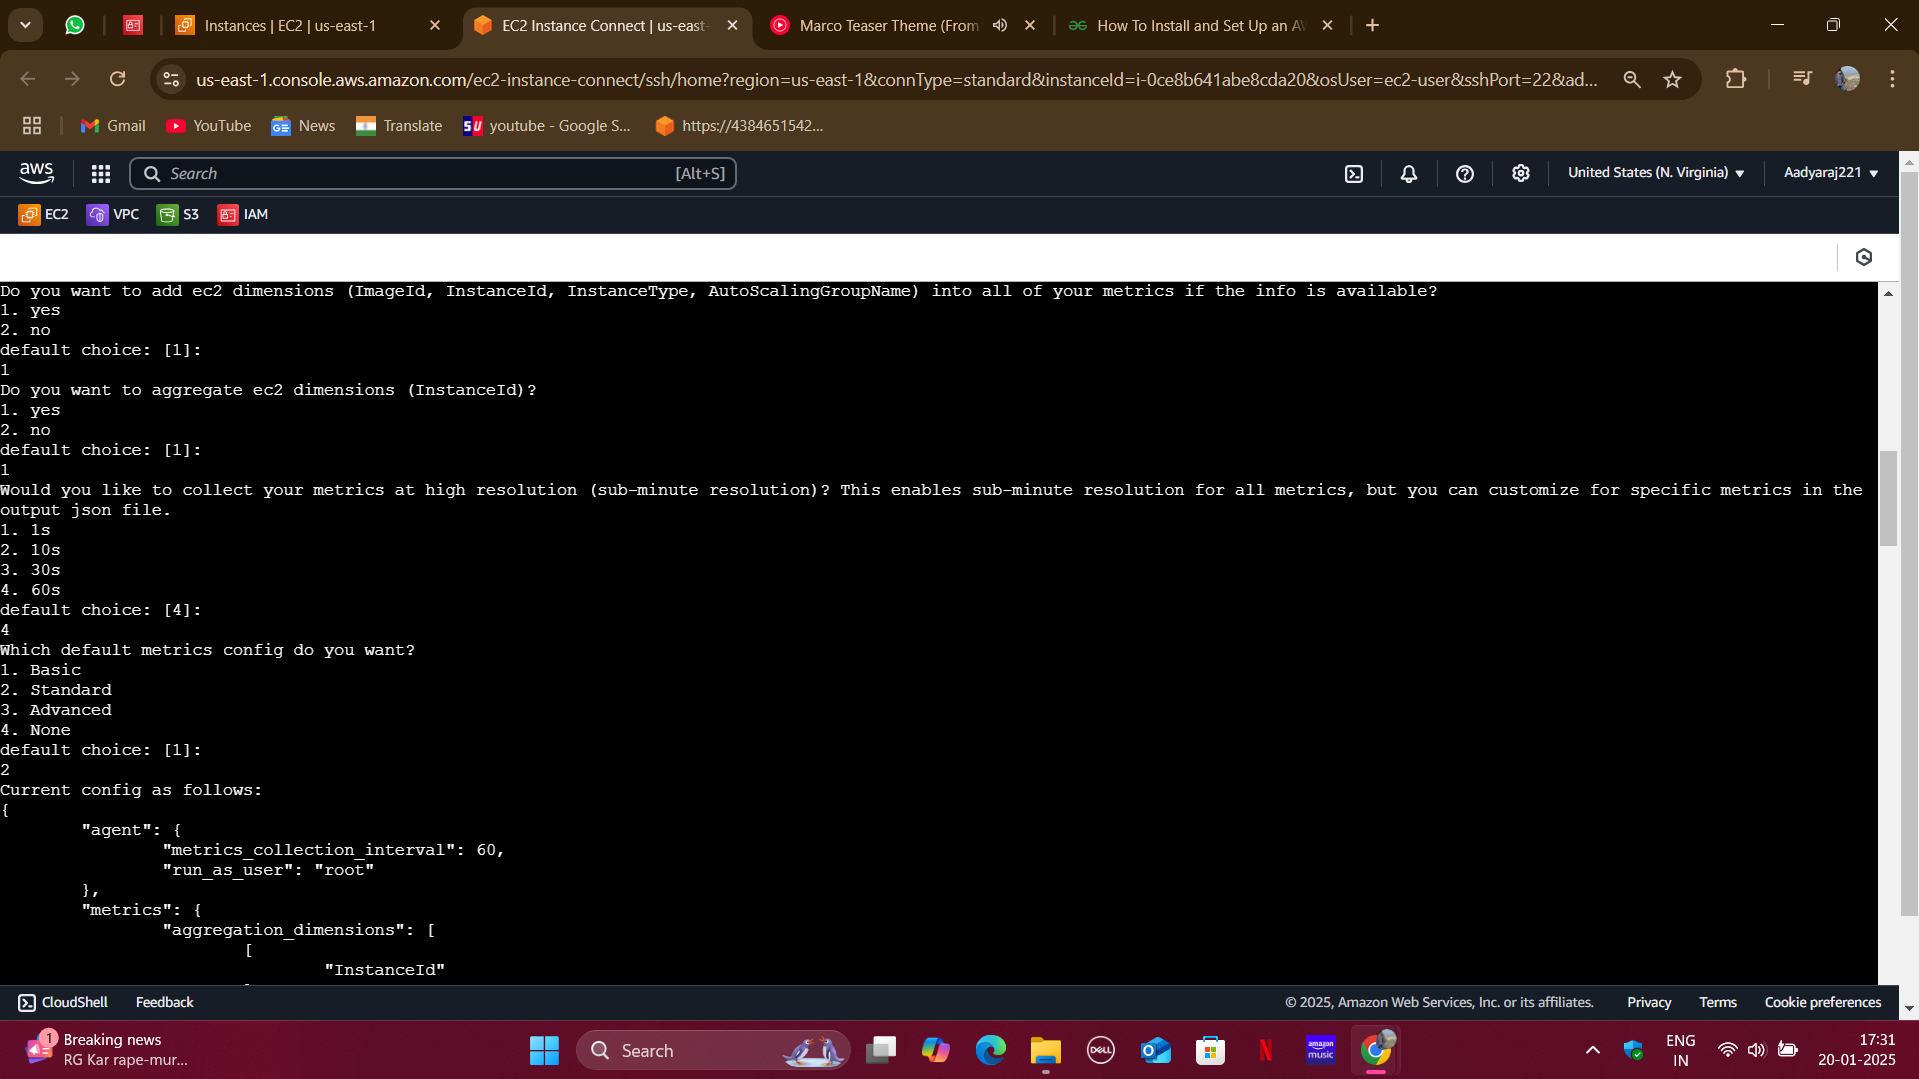 Instances | EC2 | us-east-1
EC2 Instance Connect | us-east-
Marco Teaser Theme (From
How To Install and Set Up an AV
us-east-1.console.aws.amazon.com/ec2-instance-connect/ssh/home?region=us-east-1&connType=standard&instanceId=i-0ce8b641abe8cda20&osUser=ec2-user&sshPort=22&ad...
Gmail
YouTube
News
Translate
SU youtube - Google S...
https://4384651542...
aws
Search [Alt+S]
United States (N. Virginia)
Aadyaraj221
EC2
VPC
S3
IAM
Do you want to add ec2 dimensions (ImageId, InstanceId, InstanceType, AutoScalingGroupName) into all of your metrics if the info is available?
1. yes
2. no
default choice: [1]:
1
Do you want to aggregate ec2 dimensions (InstanceId)?
1. yes
2. no
default choice: [1]:
1
Would you like to collect your metrics at high resolution (sub-minute resolution)? This enables sub-minute resolution for all metrics, but you can customize for specific metrics in the
output json file.
1. 1s
2. 10s
3. 30s
4. 60s
default choice: [4]:
4
Which default metrics config do you want?
1. Basic
2. Standard
3. Advanced
4. None
default choice: [1]:
2
Current config as follows:
{
"agent": {
"metrics_collection_interval": 60,
"run_as_user": "root"
},
"metrics": {
"aggregation_dimensions": [
[
"InstanceId"
CloudShell
Feedback
© 2025, Amazon Web Services, Inc. or its affiliates.
Privacy
Terms
Cookie preferences
1
Breaking news
RG Kar rape-mur...
Search
DELL
N
amazon
music
ENG
IN
17:31
20-01-2025